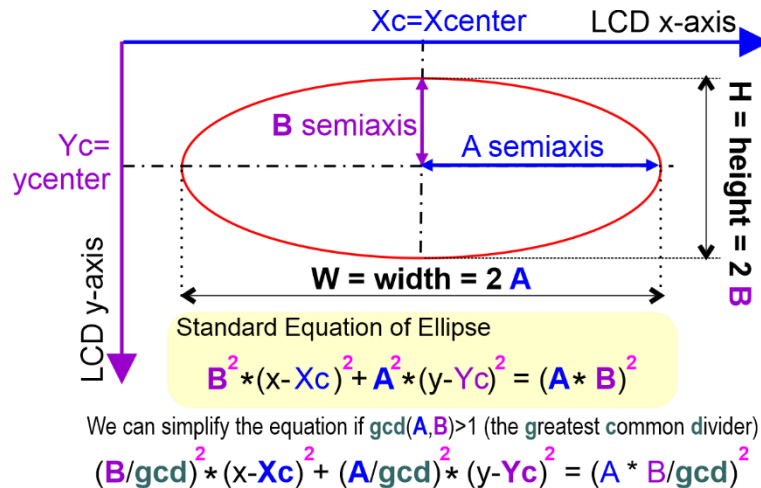 Xc=Xcenter
LCD x-axis
B semiaxis
A semiaxis
Yc=
ycenter
H = height = 2 B
W = width = 2 A
LCD y-axis
Standard Equation of Ellipse
B²*(x-Xc)²+A²*(y-Yc)² = (A* B)²
We can simplify the equation if gcd(A,B)>1 (the greatest common divider)
(B/gcd)²*(x-Xc)²+ (A/gcd)²* (y-Yc)² = (A * B/gcd)²